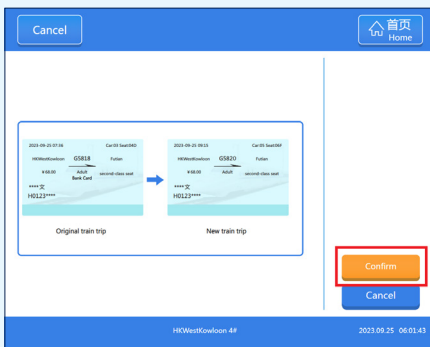 Cancel
首页
Home
2023-09-25 07:56 Car:03 Seat:06D
HKWestKowloon G5818 Futian
¥68.00 Adult second-class seat
Bank Card
****文
H0123****
Original train trip
2023-09-25 09:15 Car:05 Seat:06F
HKWestKowloon G5820 Futian
¥68.00 Adult second-class seat
****文
H0123****
New train trip
Confirm
Cancel
HKWestKowloon 4#
2023.09.25 06:01:43